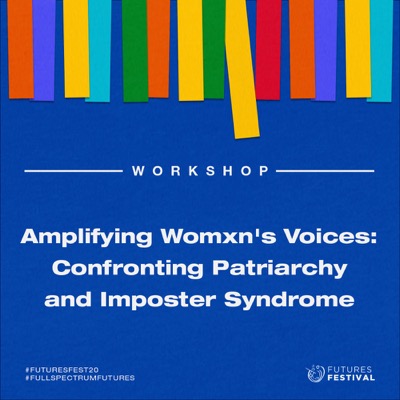 WORKSHOP
Amplifying Womxn's Voices:
Confronting Patriarchy
and Imposter Syndrome
#FUTURESFEST20
#FULLSPECTRUMFUTURES
FUTURES
FESTIVAL